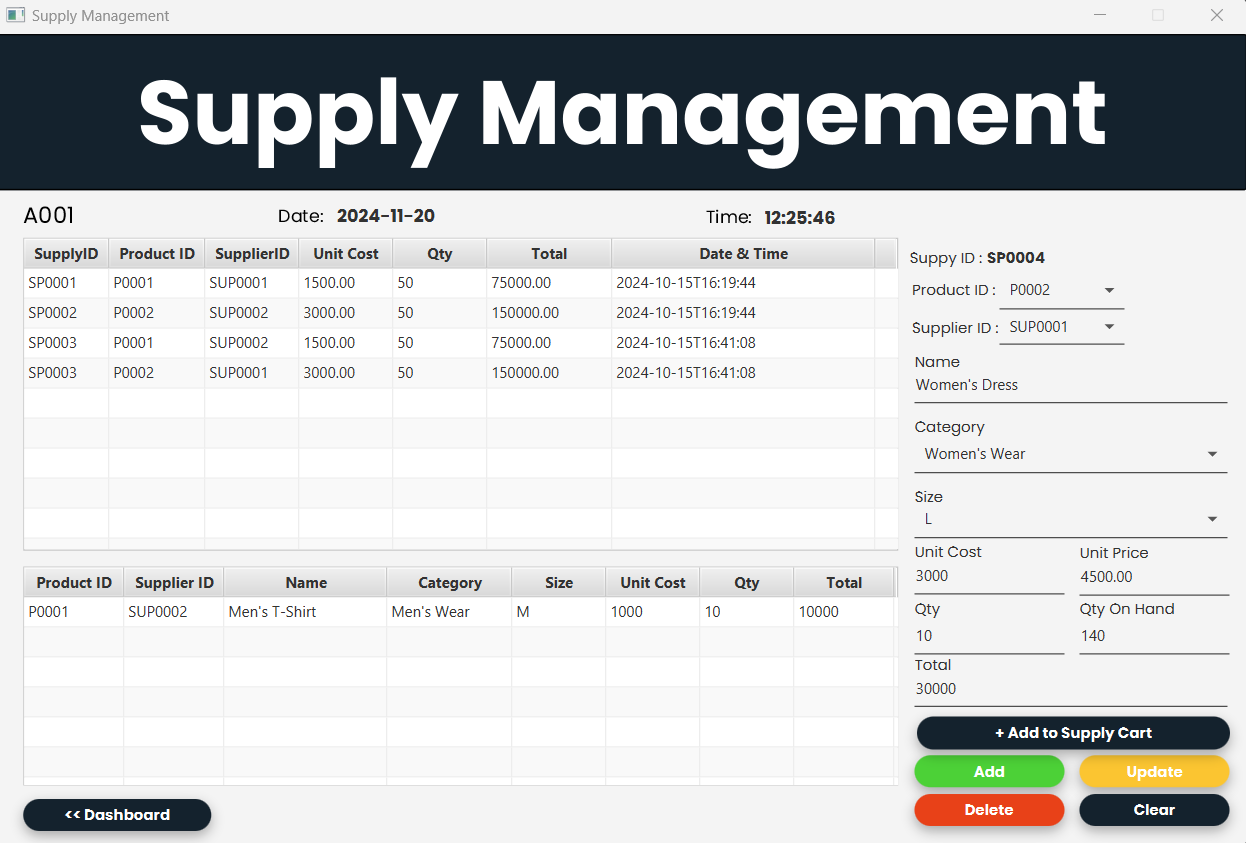 Supply Management
Supply Management
A001 Date: 2024-11-20 Time: 12:25:46
SupplyID Product ID SupplierID Unit Cost Qty Total Date & Time
SP0001 P0001 SUP0001 1500.00 50 75000.00 2024-10-15T16:19:44
SP0002 P0002 SUP0002 3000.00 50 150000.00 2024-10-15T16:19:44
SP0003 P0001 SUP0002 1500.00 50 75000.00 2024-10-15T16:41:08
SP0003 P0002 SUP0001 3000.00 50 150000.00 2024-10-15T16:41:08
Product ID Supplier ID Name Category Size Unit Cost Qty Total
P0001 SUP0002 Men's T-Shirt Men's Wear M 1000 10 10000
<< Dashboard
Suppy ID : SP0004
Product ID : P0002
Supplier ID : SUP0001
Name
Women's Dress
Category
Women's Wear
Size
L
Unit Cost Unit Price
3000 4500.00
Qty Qty On Hand
10 140
Total
30000
+ Add to Supply Cart
Add Update
Delete Clear